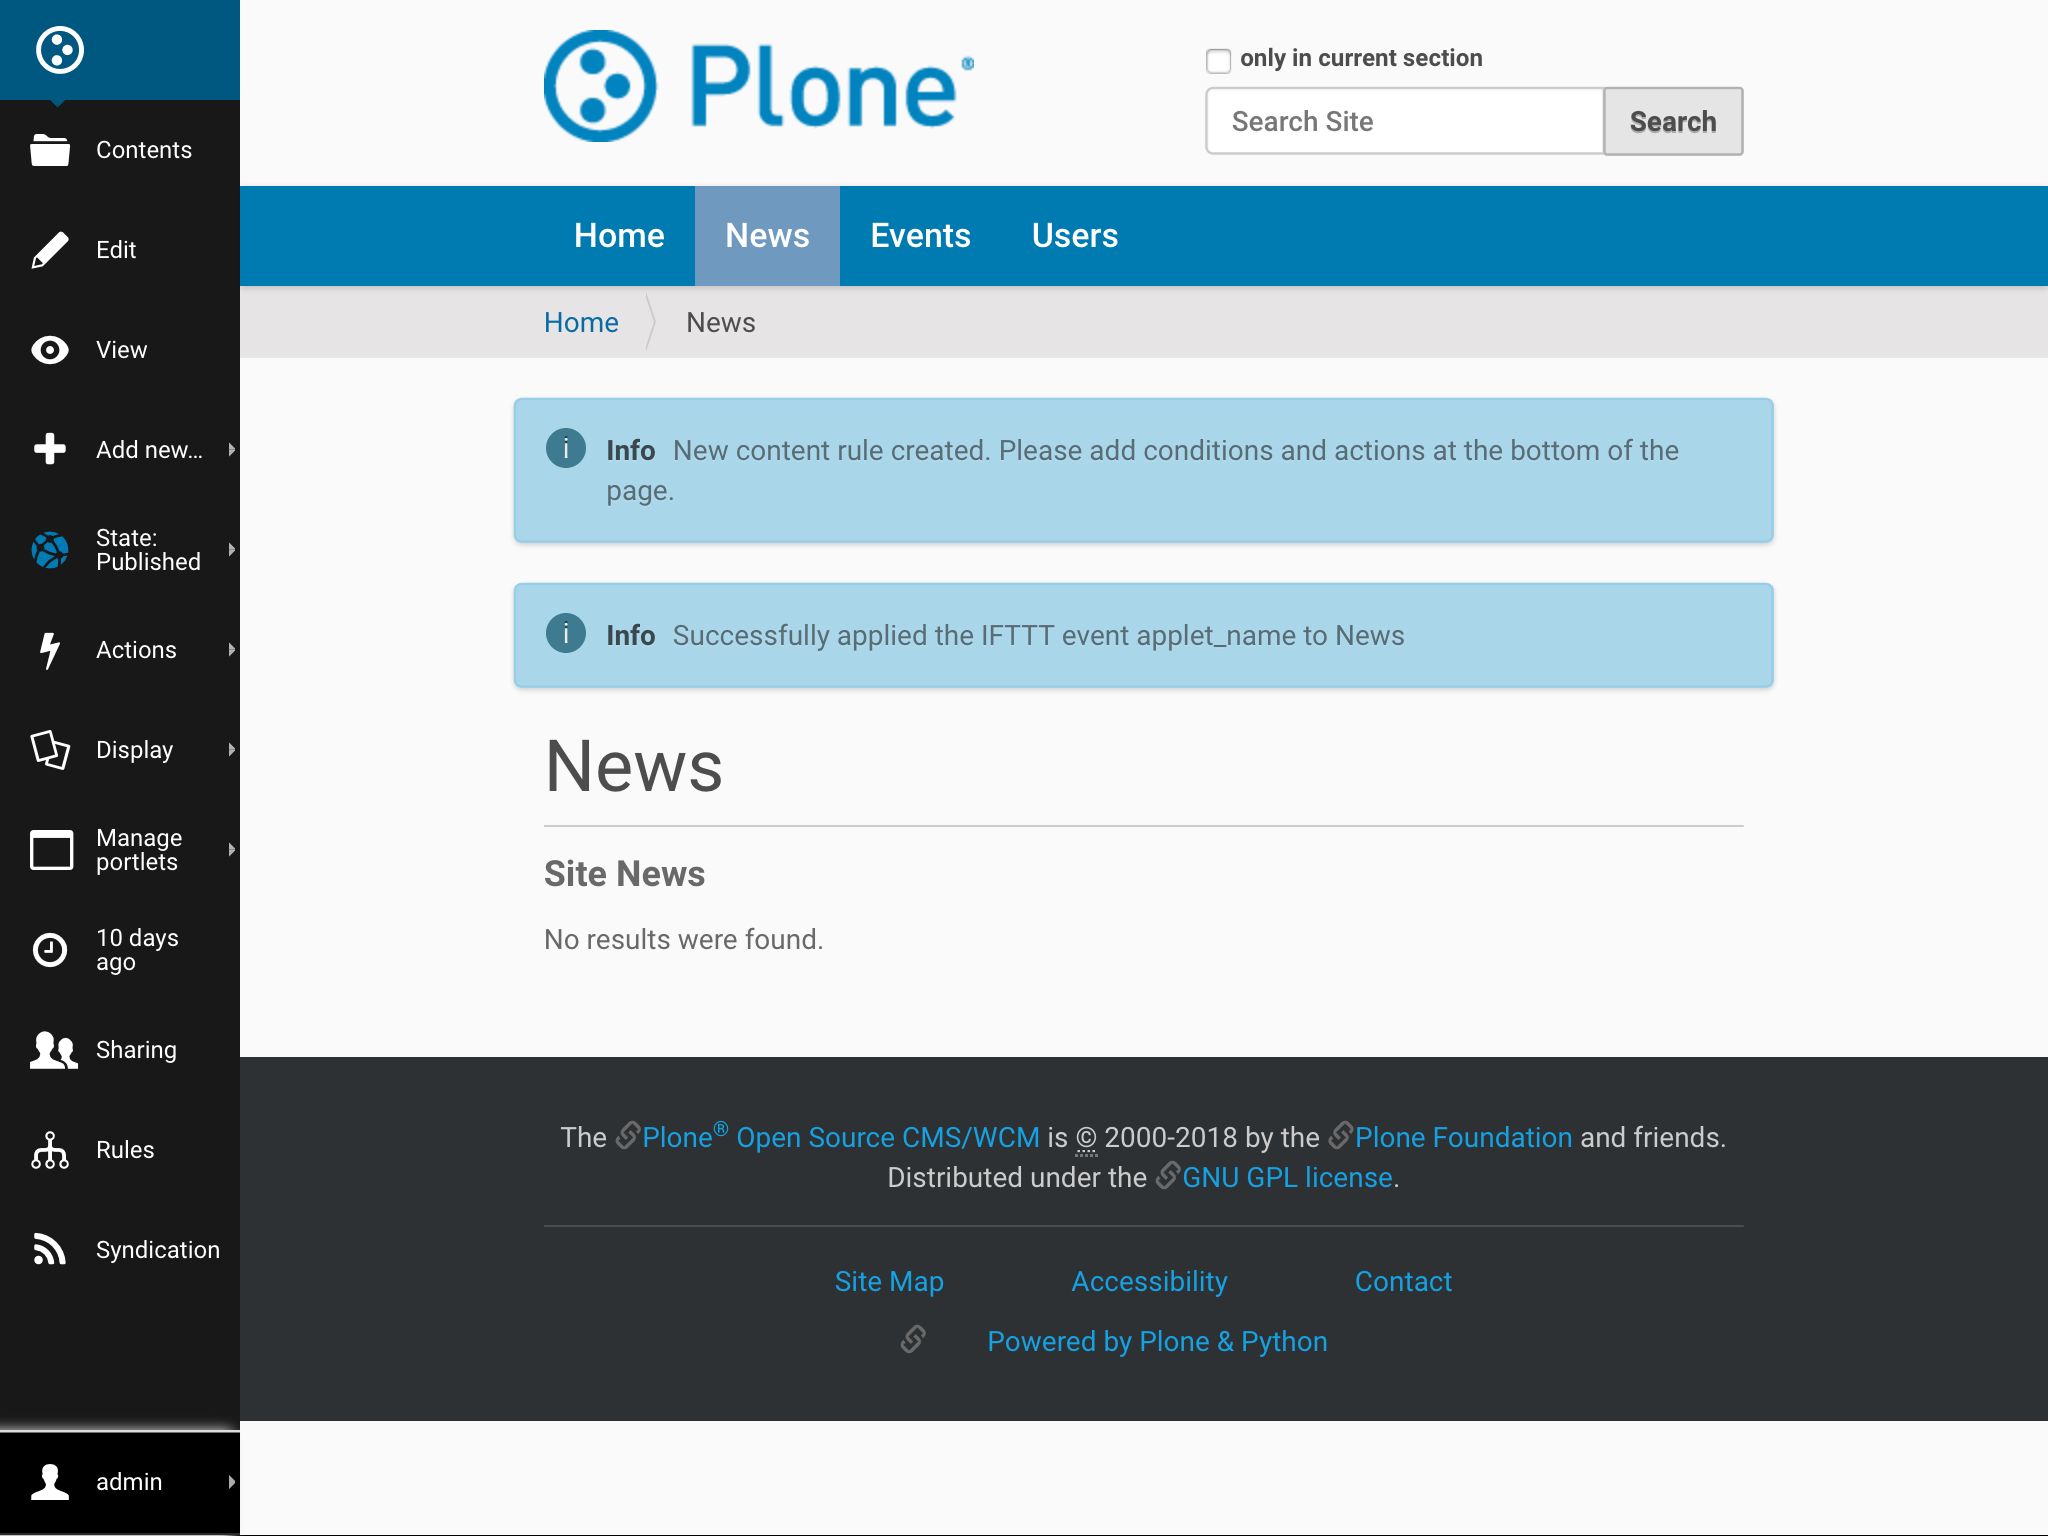 Contents
Edit
View
Add new...
State:
Published
Actions
Display
Manage
portlets
10 days
ago
Sharing
Rules
Syndication
admin
Plone®
only in current section
Search Site
Search
Home
News
Events
Users
Home
News
Info New content rule created. Please add conditions and actions at the bottom of the
page.
Info Successfully applied the IFTTT event applet_name to News
News
Site News
No results were found.
The Plone® Open Source CMS/WCM is © 2000-2018 by the Plone Foundation and friends.
Distributed under the GNU GPL license.
Site Map
Accessibility
Contact
Powered by Plone & Python